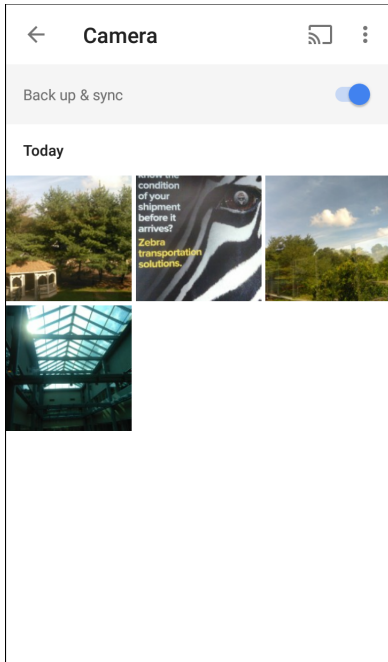 Camera
Back up & sync
Today
know the
condition
of your
shipment
before it
arrives?
Zebra
transportation
solutions.